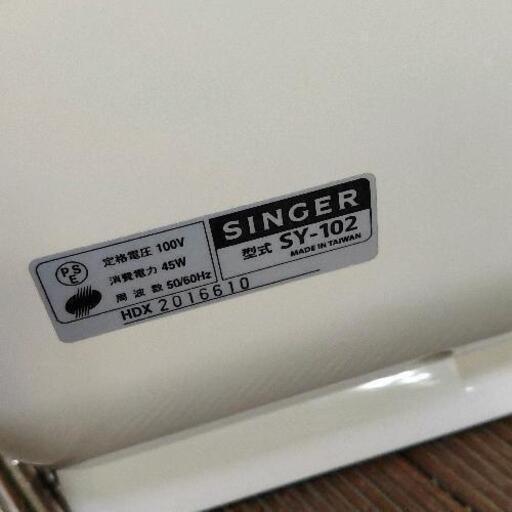 PSE
定格電圧 100V
消費電力 45W
周波数 50/60Hz
HDX 2016610
SINGER
型式 SY-102
MADE IN TAIWAN